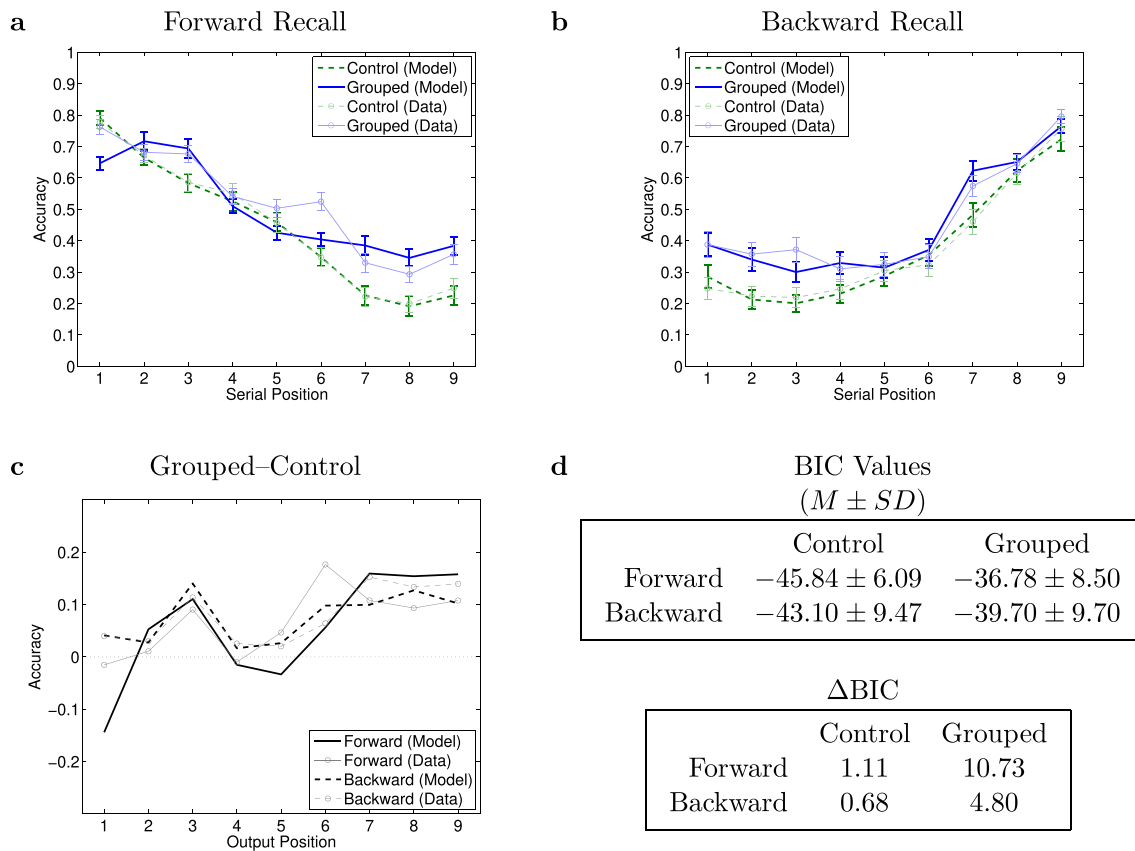 a Forward Recall
1
0.9
0.8
0.7
0.6
0.5
0.4
0.3
0.2
0.1
0
Accuracy
Control (Model)
Grouped (Model)
Control (Data)
Grouped (Data)
1 2 3 4 5 6 7 8 9
Serial Position
b Backward Recall
1
0.9
0.8
0.7
0.6
0.5
0.4
0.3
0.2
0.1
0
Accuracy
Control (Model)
Grouped (Model)
Control (Data)
Grouped (Data)
1 2 3 4 5 6 7 8 9
Serial Position
c Grouped–Control
0.2
0.1
0
−0.1
−0.2
Accuracy
Forward (Model)
Forward (Data)
Backward (Model)
Backward (Data)
1 2 3 4 5 6 7 8 9
Output Position
d BIC Values
(M ± SD)
Control Grouped
Forward −45.84 ± 6.09 −36.78 ± 8.50
Backward −43.10 ± 9.47 −39.70 ± 9.70
ΔBIC
Control Grouped
Forward 1.11 10.73
Backward 0.68 4.80